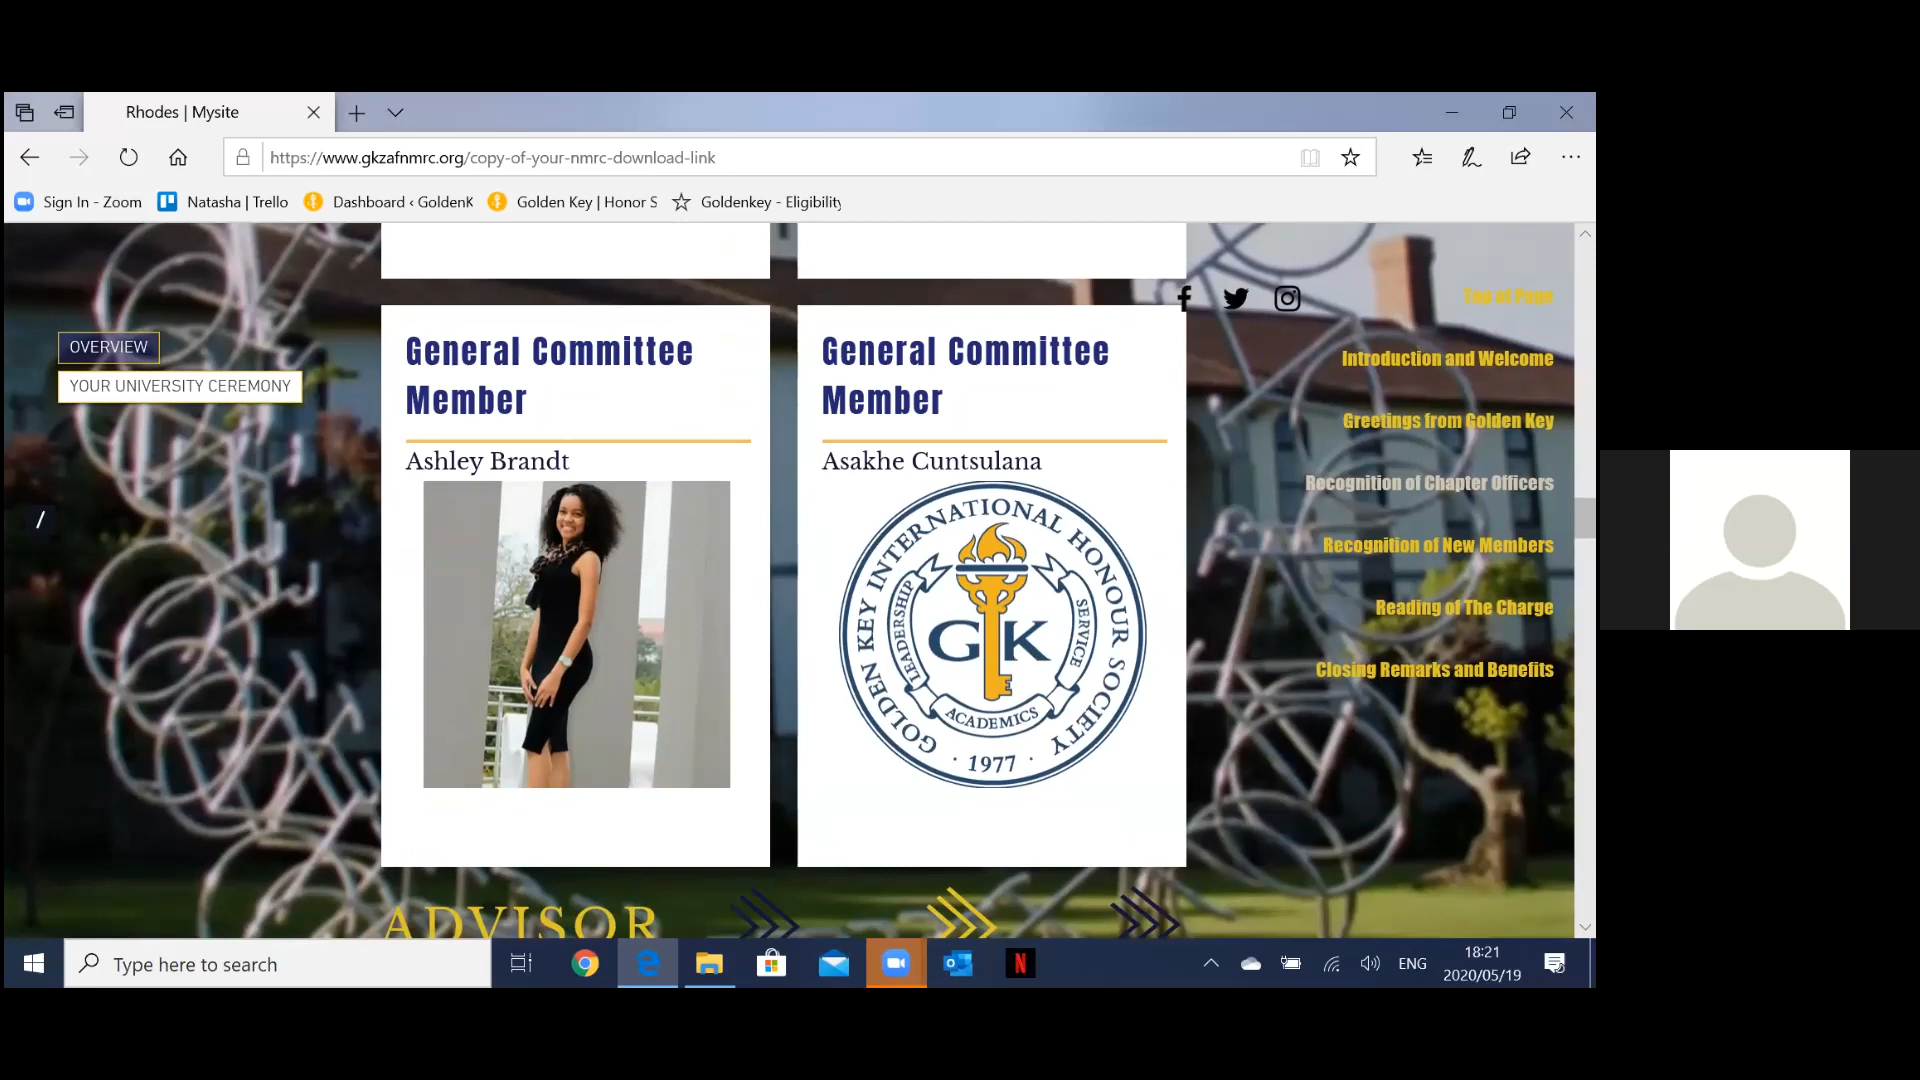 Rhodes | Mysite
https://www.gkzafnmrc.org/copy-of-your-nmrc-download-link
Sign In - Zoom
Natasha | Trello
Dashboard ‹ GoldenK
Golden Key | Honor S
Goldenkey - Eligibility
Top of Page
OVERVIEW
YOUR UNIVERSITY CEREMONY
General Committee
Member
Ashley Brandt
General Committee
Member
Asakhe Cuntsulana
GOLDEN KEY INTERNATIONAL HONOUR SOCIETY
LEADERSHIP
SERVICE
GK
ACADEMICS
· 1977 ·
Introduction and Welcome
Greetings from Golden Key
Recognition of Chapter Officers
Recognition of New Members
Reading of The Charge
Closing Remarks and Benefits
/
ADVISOR
Type here to search
N
ENG
18:21
2020/05/19